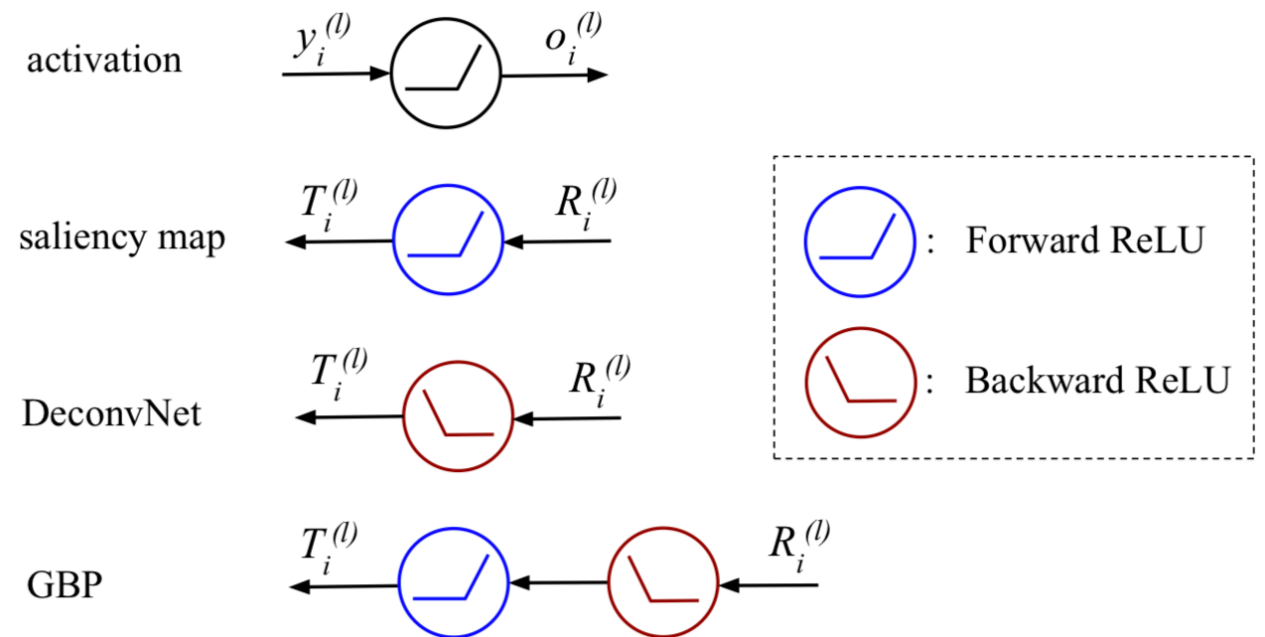 activation y_i^(l) o_i^(l)
saliency map T_i^(l) R_i^(l)
: Forward ReLU
DeconvNet T_i^(l) R_i^(l)
: Backward ReLU
GBP T_i^(l) R_i^(l)